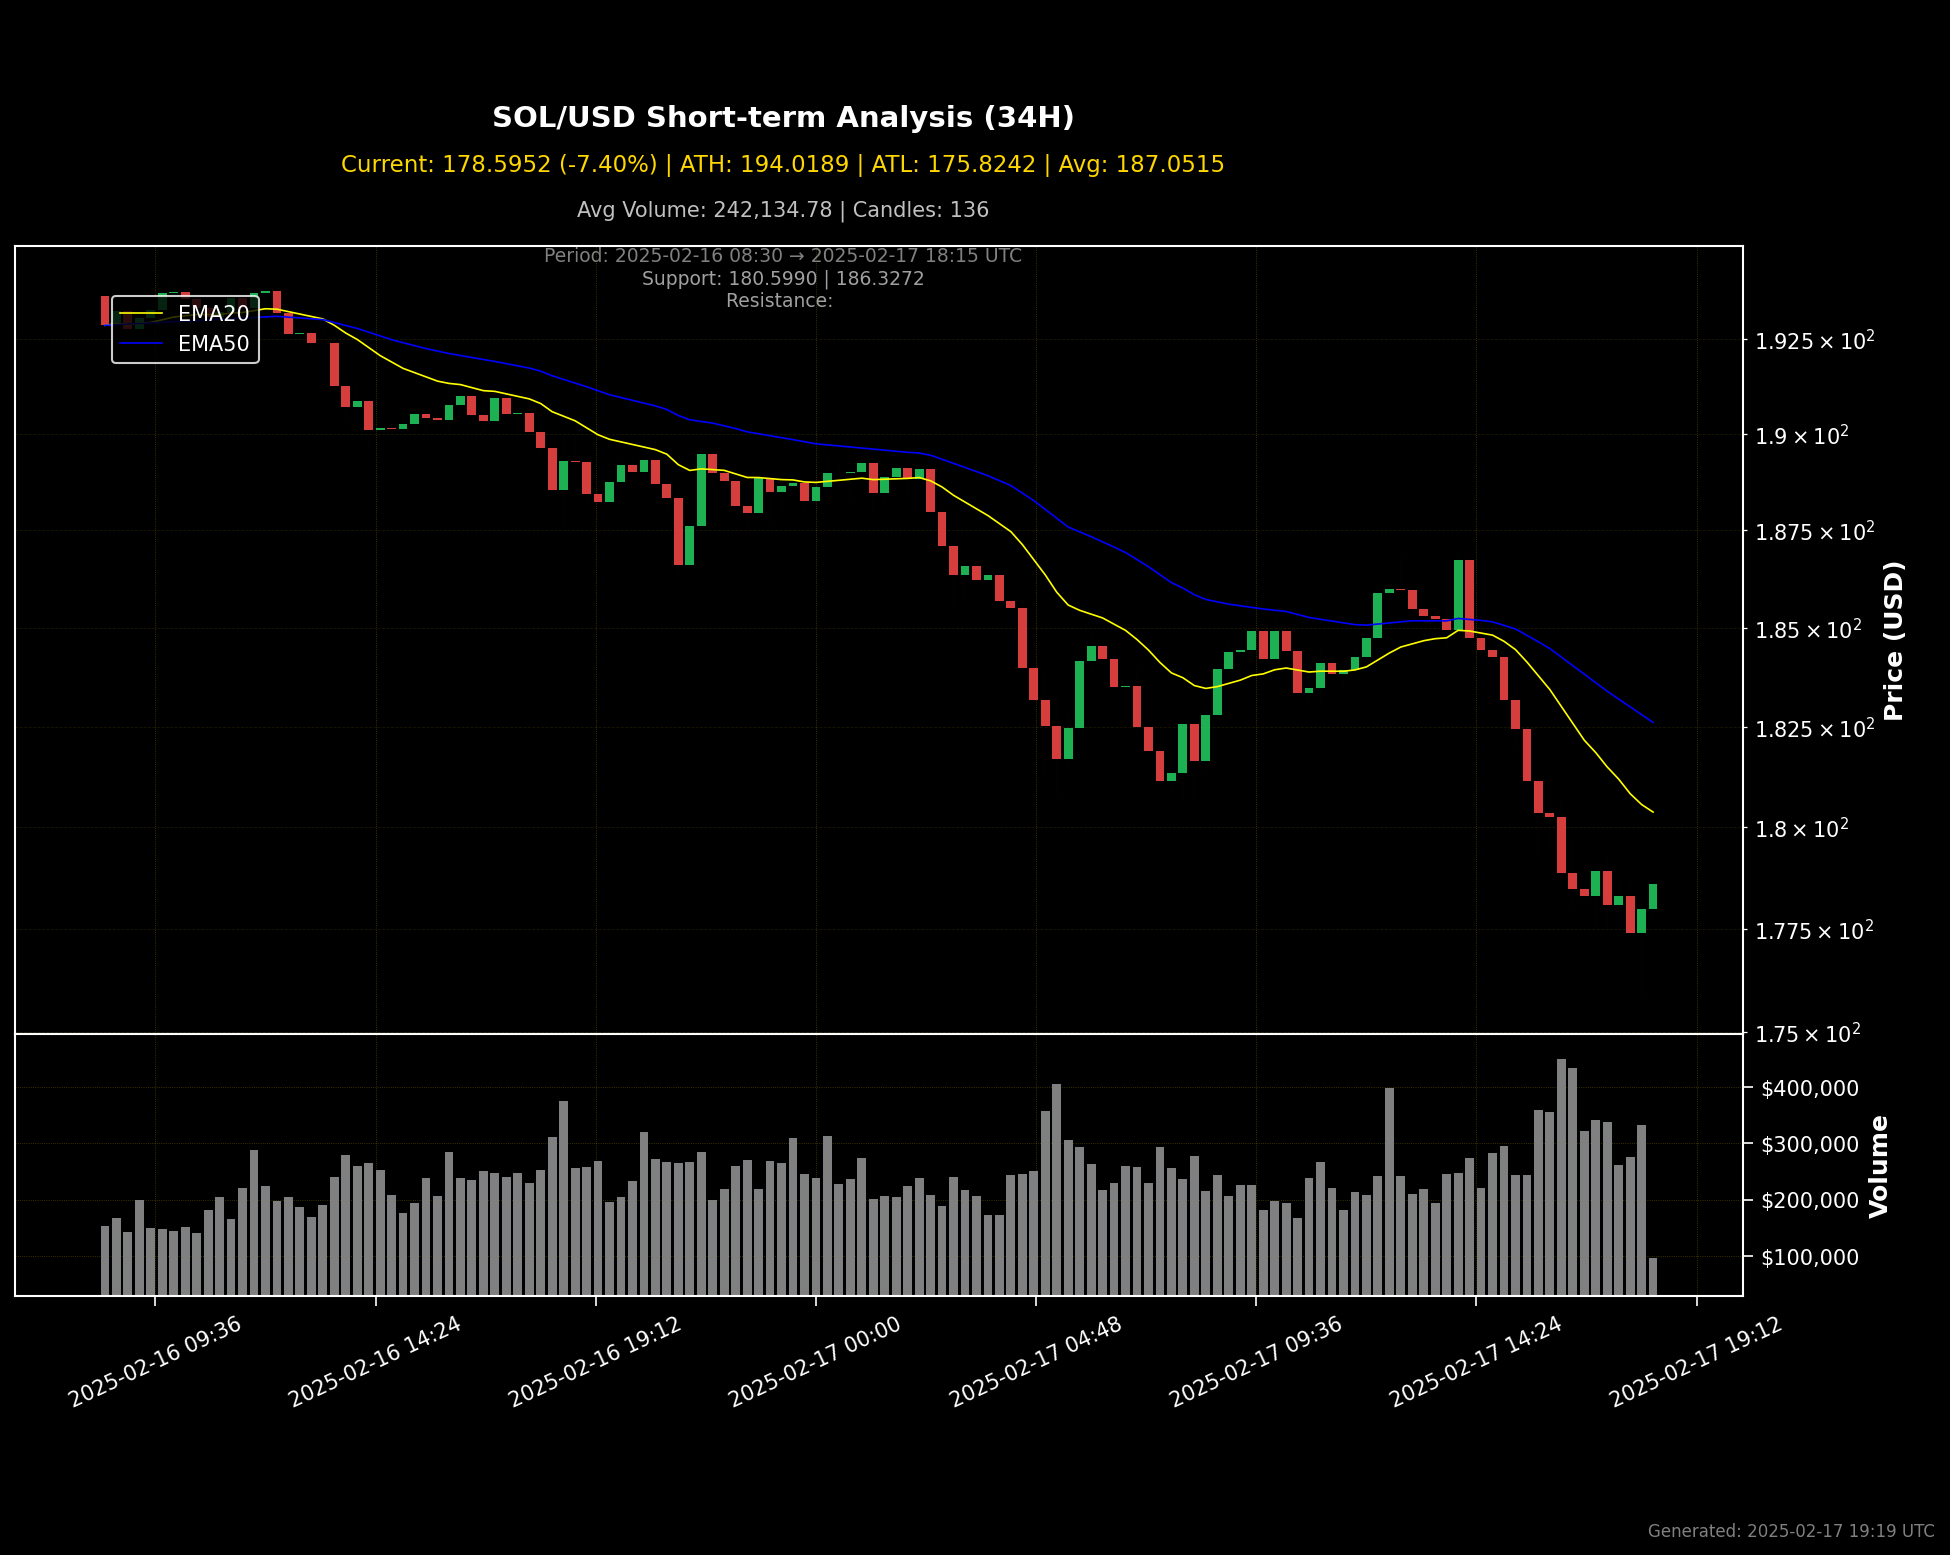 SOL/USD Short-term Analysis (34H)
Current: 178.5952 (-7.40%) | ATH: 194.0189 | ATL: 175.8242 | Avg: 187.0515
Avg Volume: 242,134.78 | Candles: 136
Period: 2025-02-16 08:30 → 2025-02-17 18:15 UTC
Support: 180.5990 | 186.3272
Resistance:
EMA20
EMA50
1.925 × 10²
1.9 × 10²
1.875 × 10²
1.85 × 10²
1.825 × 10²
1.8 × 10²
1.775 × 10²
1.75 × 10²
Price (USD)
$400,000
$300,000
$200,000
$100,000
Volume
2025-02-16 09:36
2025-02-16 14:24
2025-02-16 19:12
2025-02-17 00:00
2025-02-17 04:48
2025-02-17 09:36
2025-02-17 14:24
2025-02-17 19:12
Generated: 2025-02-17 19:19 UTC